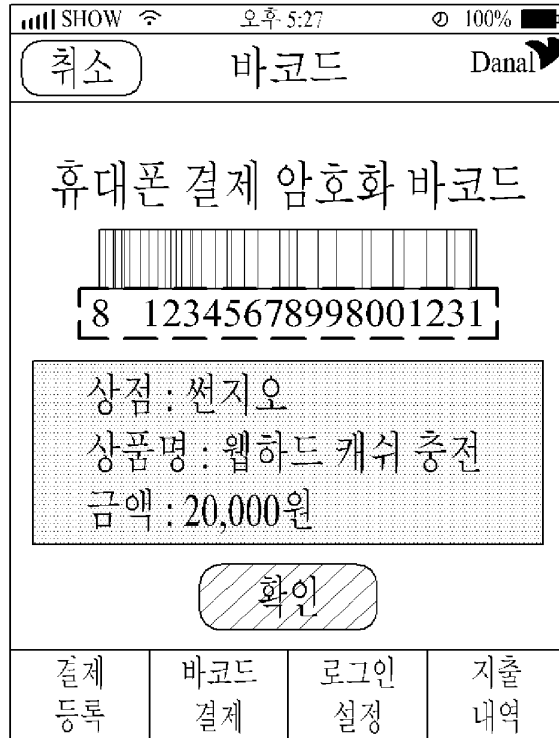 SHOW 오후 5:27 100%
취소 바코드 Danal
휴대폰 결제 암호화 바코드
8 12345678998001231
상점 : 썬지오
상품명 : 웹하드 캐쉬 충전
금액 : 20,000원
확인
결제 등록
바코드 결제
로그인 설정
지출 내역